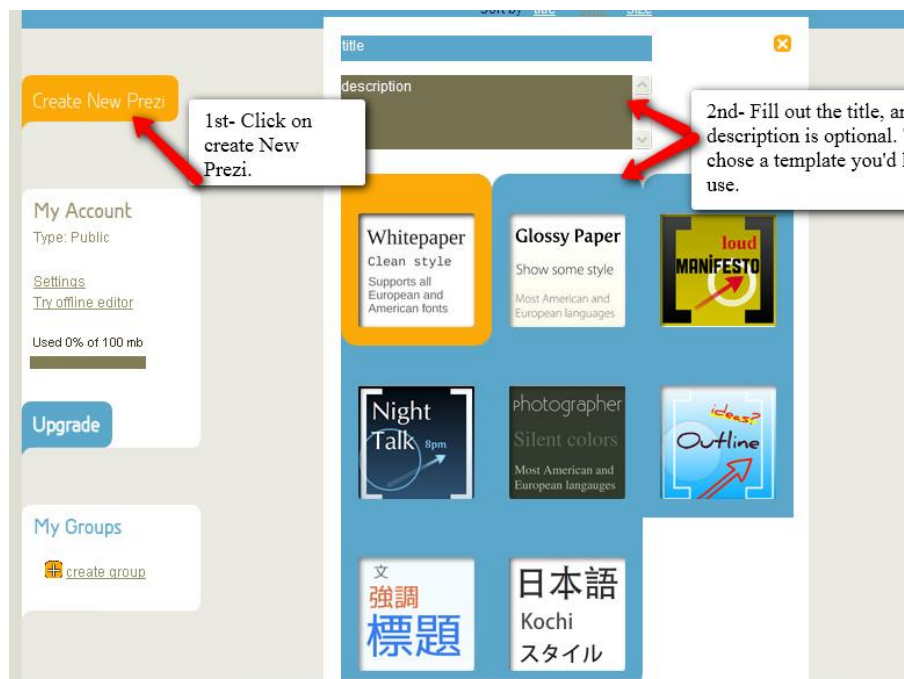 Sort by title Size
title
description
Create New Prezi
1st- Click on
create New
Prezi.
2nd- Fill out the title, an
description is optional.
chose a template you'd
use.
My Account
Type: Public
Settings
Try offline editor
Used 0% of 100 mb
Upgrade
My Groups
create group
Whitepaper
Clean style
Supports all
European and
American fonts
Glossy Paper
Show some style
Most American and
European languages
loud
MANIFESTO
Night
Talk 8pm
photographer
Silent colors
Most American and
European langauges
ideas?
Outline
文
強調
標題
日本語
Kochi
スタイル